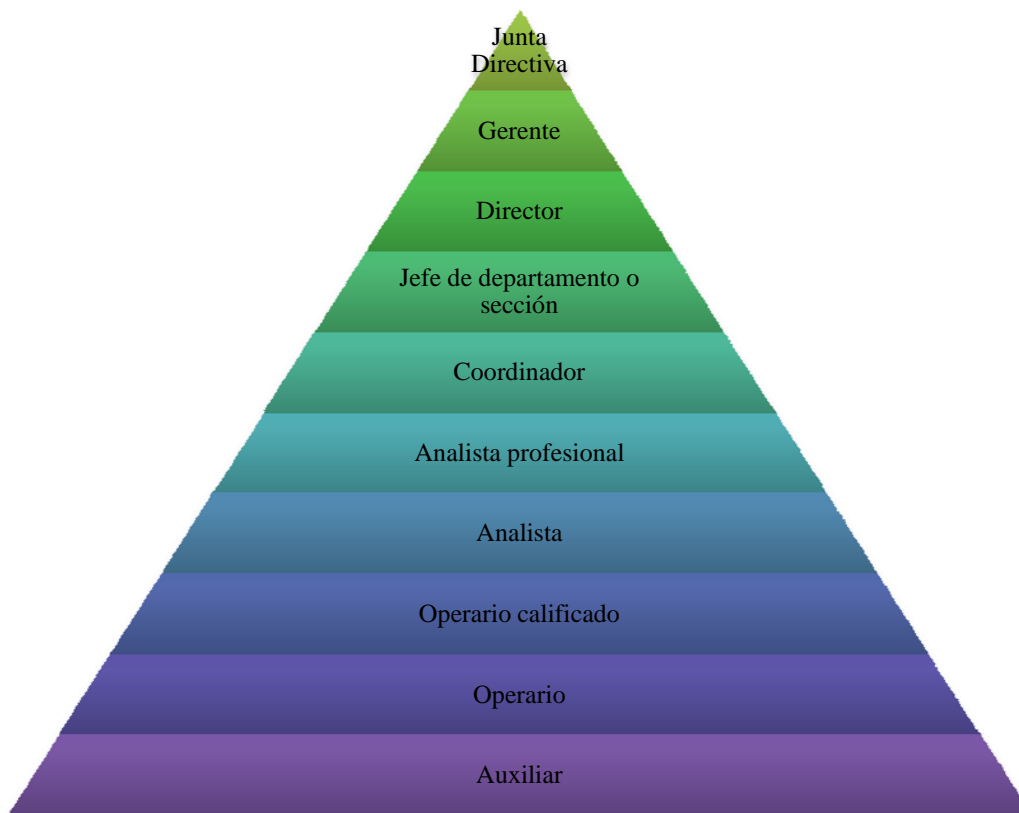 Junta
Directiva
Gerente
Director
Jefe de departamento o
sección
Coordinador
Analista profesional
Analista
Operario calificado
Operario
Auxiliar